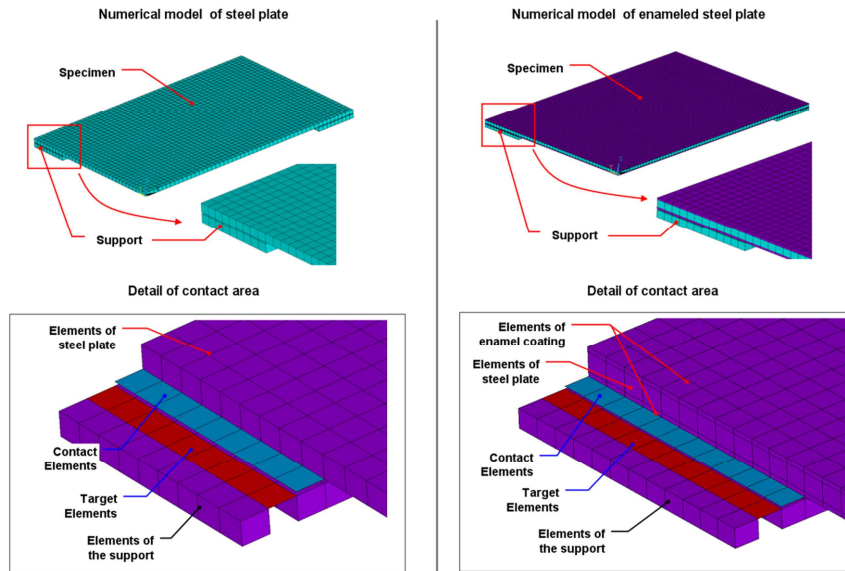 Numerical model of steel plate
Specimen
Support
Detail of contact area
Elements of
steel plate
Contact
Elements
Target
Elements
Elements of
the support
Numerical model of enameled steel plate
Specimen
Support
Detail of contact area
Elements of
enamel coating
Elements of
steel plate
Contact
Elements
Target
Elements
Elements of
the support